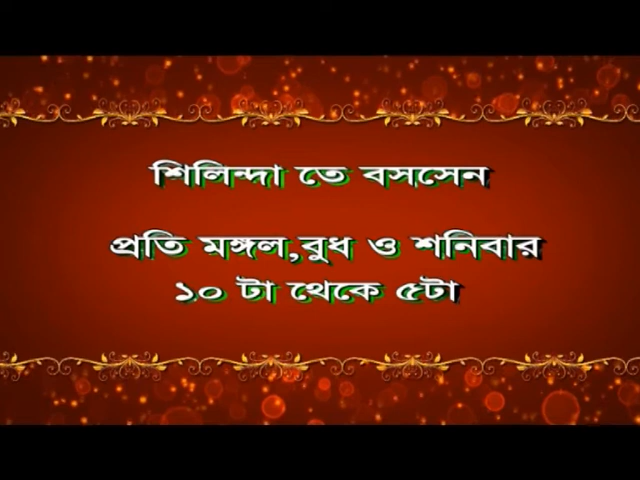 শিলিন্দা তে বসসেন
প্রতি মঙ্গল,বুধ ও শনিবার
১০ টা থেকে ৫টা